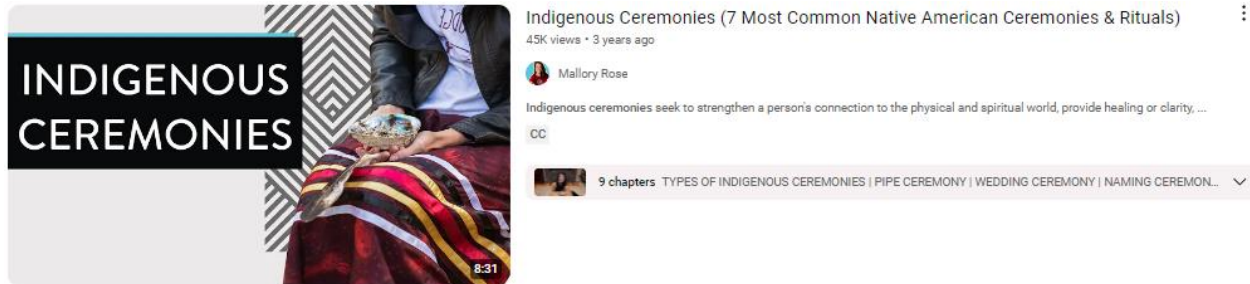 INDIGENOUS
CEREMONIES
8:31
Indigenous Ceremonies (7 Most Common Native American Ceremonies & Rituals)
45K views • 3 years ago
Mallory Rose
Indigenous ceremonies seek to strengthen a person's connection to the physical and spiritual world, provide healing or clarity, ...
CC
9 chapters TYPES OF INDIGENOUS CEREMONIES | PIPE CEREMONY | WEDDING CEREMONY | NAMING CEREMON...